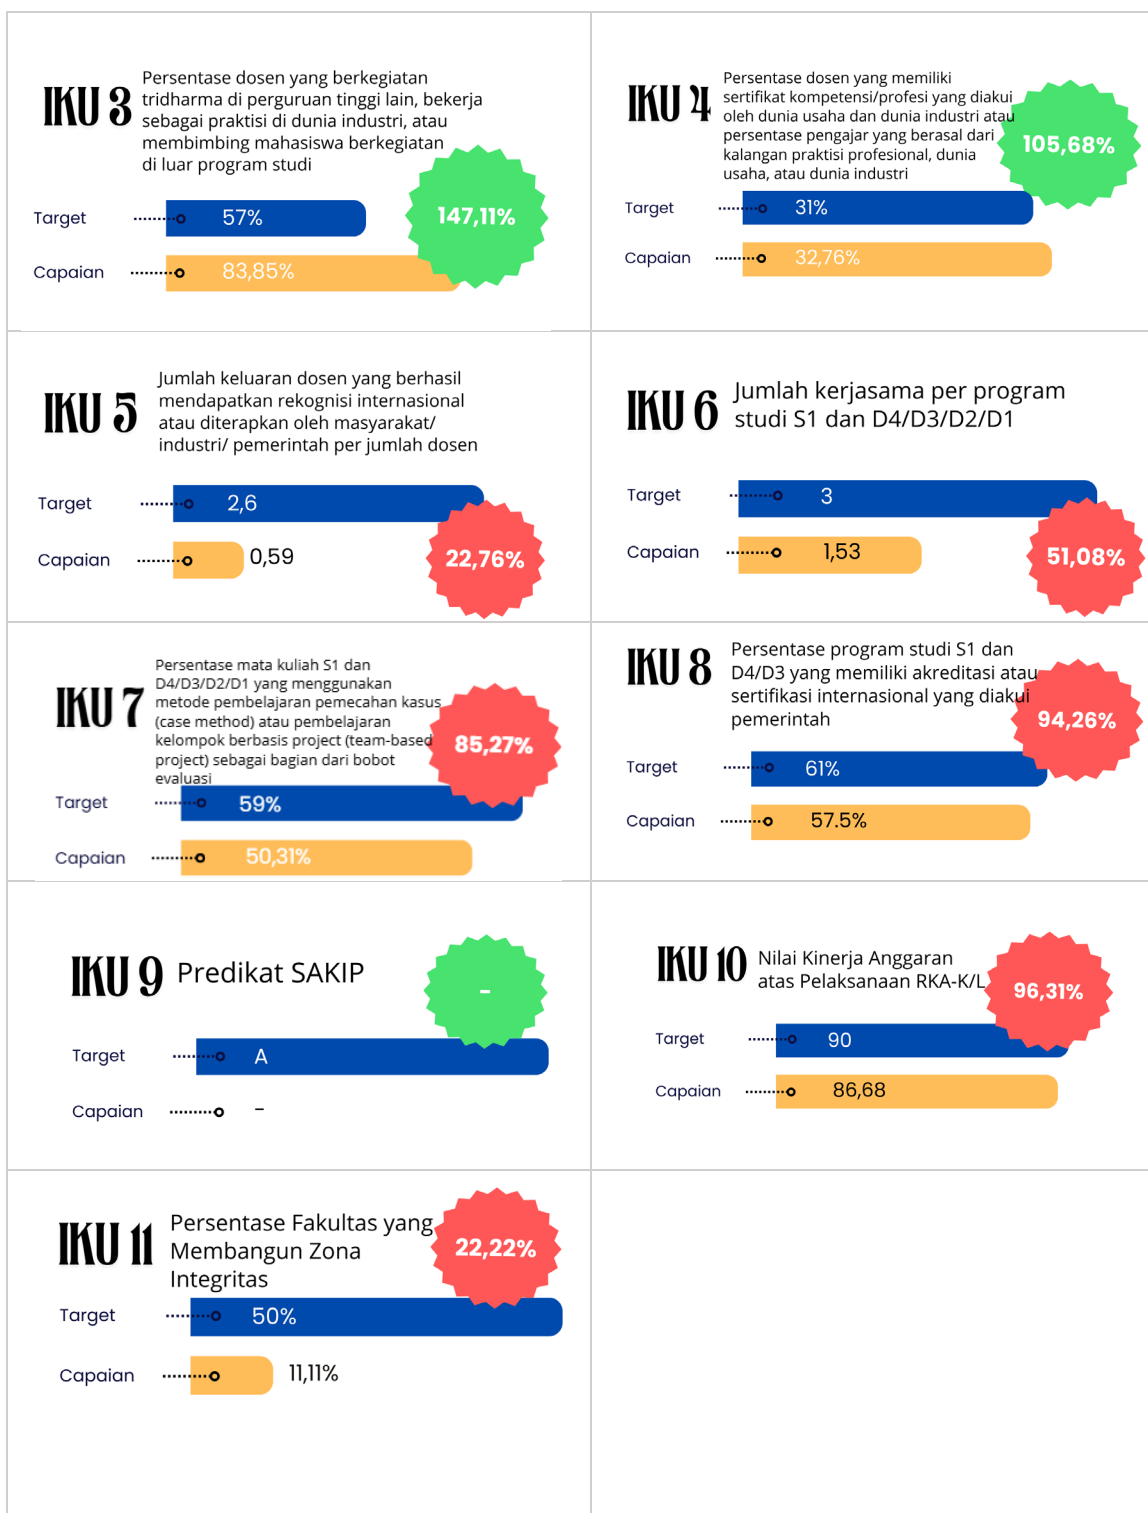 IKU 3
Persentase dosen yang berkegiatan
tridharma di perguruan tinggi lain, bekerja
sebagai praktisi di dunia industri, atau
membimbing mahasiswa berkegiatan
di luar program studi
147,11%
Target
57%
Capaian
83,85%
IKU 4
Persentase dosen yang memiliki
sertifikat kompetensi/profesi yang diakui
oleh dunia usaha dan dunia industri atau
persentase pengajar yang berasal dari
kalangan praktisi profesional, dunia
usaha, atau dunia industri
105,68%
Target
31%
Capaian
32,76%
IKU 5
Jumlah keluaran dosen yang berhasil
mendapatkan rekognisi internasional
atau diterapkan oleh masyarakat/
industri/ pemerintah per jumlah dosen
Target
2,6
Capaian
0,59
22,76%
IKU 6
Jumlah kerjasama per program
studi S1 dan D4/D3/D2/D1
Target
3
Capaian
1,53
51,08%
IKU 7
Persentase mata kuliah S1 dan
D4/D3/D2/D1 yang menggunakan
metode pembelajaran pemecahan kasus
(case method) atau pembelajaran
kelompok berbasis project (team-based
project) sebagai bagian dari bobot
evaluasi
85,27%
Target
59%
Capaian
50,31%
IKU 8
Persentase program studi S1 dan
D4/D3 yang memiliki akreditasi atau
sertifikasi internasional yang diakui
pemerintah
94,26%
Target
61%
Capaian
57.5%
IKU 9
Predikat SAKIP
-
Target
A
Capaian
-
IKU 10
Nilai Kinerja Anggaran
atas Pelaksanaan RKA-K/L
96,31%
Target
90
Capaian
86,68
IKU 11
Persentase Fakultas yang
Membangun Zona
Integritas
22,22%
Target
50%
Capaian
11,11%